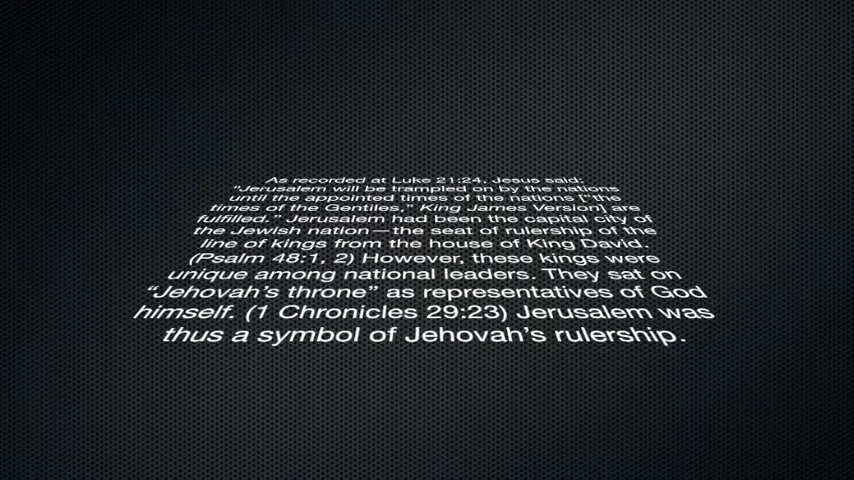 As recorded at Luke 21:24, Jesus said:
"Jerusalem will be trampled on by the nations
until the appointed times of the nations ["the
times of the Gentiles," King James Version] are
fulfilled." Jerusalem had been the capital city of
the Jewish nation—the seat of rulership of the
line of kings from the house of King David.
(Psalm 48:1, 2) However, these kings were
unique among national leaders. They sat on
“Jehovah’s throne” as representatives of God
himself. (1 Chronicles 29:23) Jerusalem was
thus a symbol of Jehovah’s rulership.